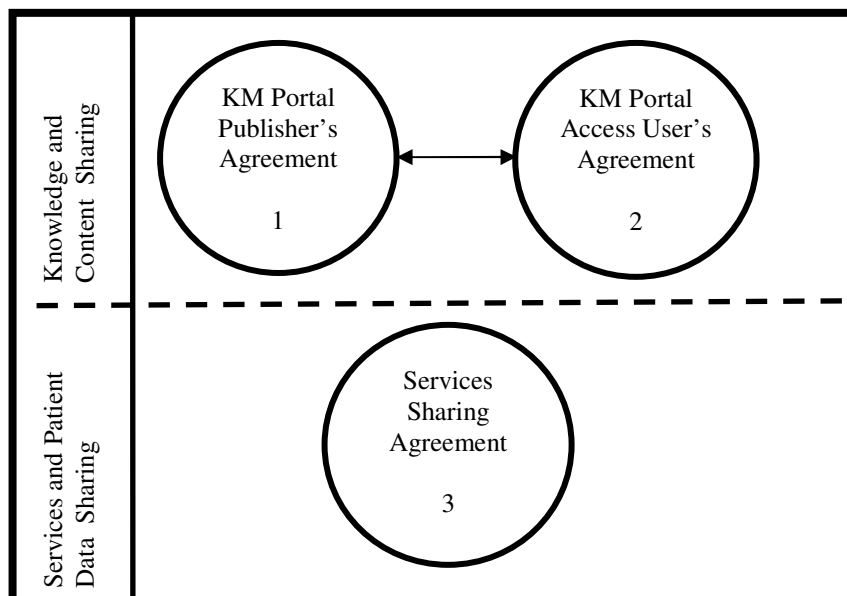 Knowledge and
Content Sharing
KM Portal
Publisher's
Agreement
1
KM Portal
Access User's
Agreement
2
Services and Patient
Data Sharing
Services
Sharing
Agreement
3